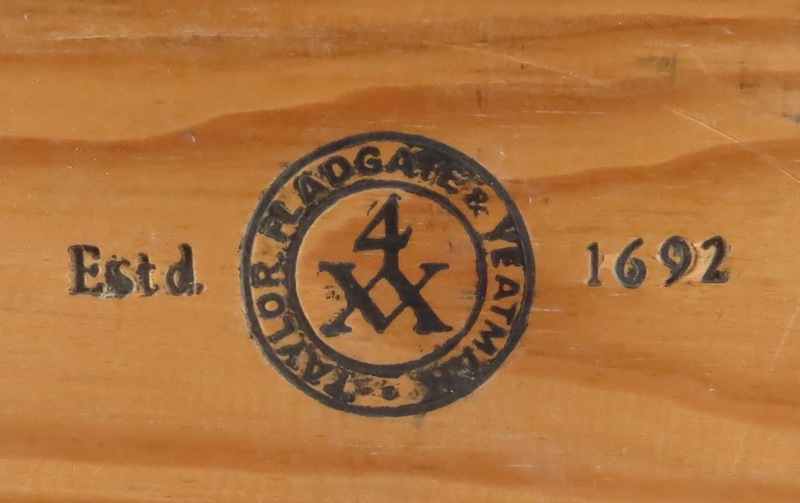 Estd.
TAYLOR. FLADGATE & YEATMAN.
4
XX
1692